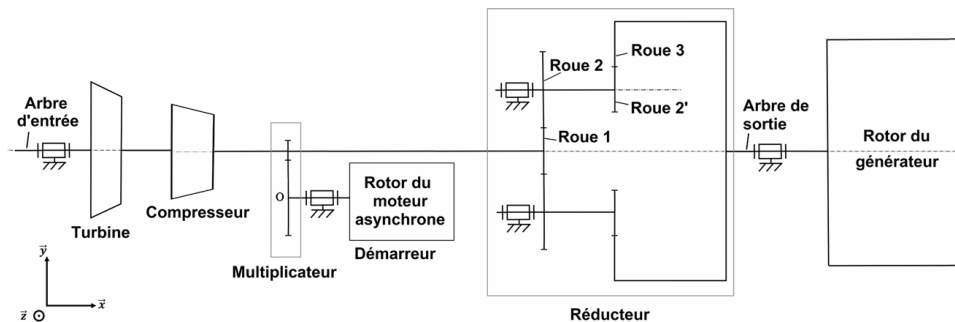 Arbre
d'entrée
Turbine
Compresseur
Multiplicateur
O
Rotor du
moteur
asynchrone
Démarreur
Roue 3
Roue 2
Roue 2'
Roue 1
Réducteur
Arbre de
sortie
Rotor du
générateur
y
x
z